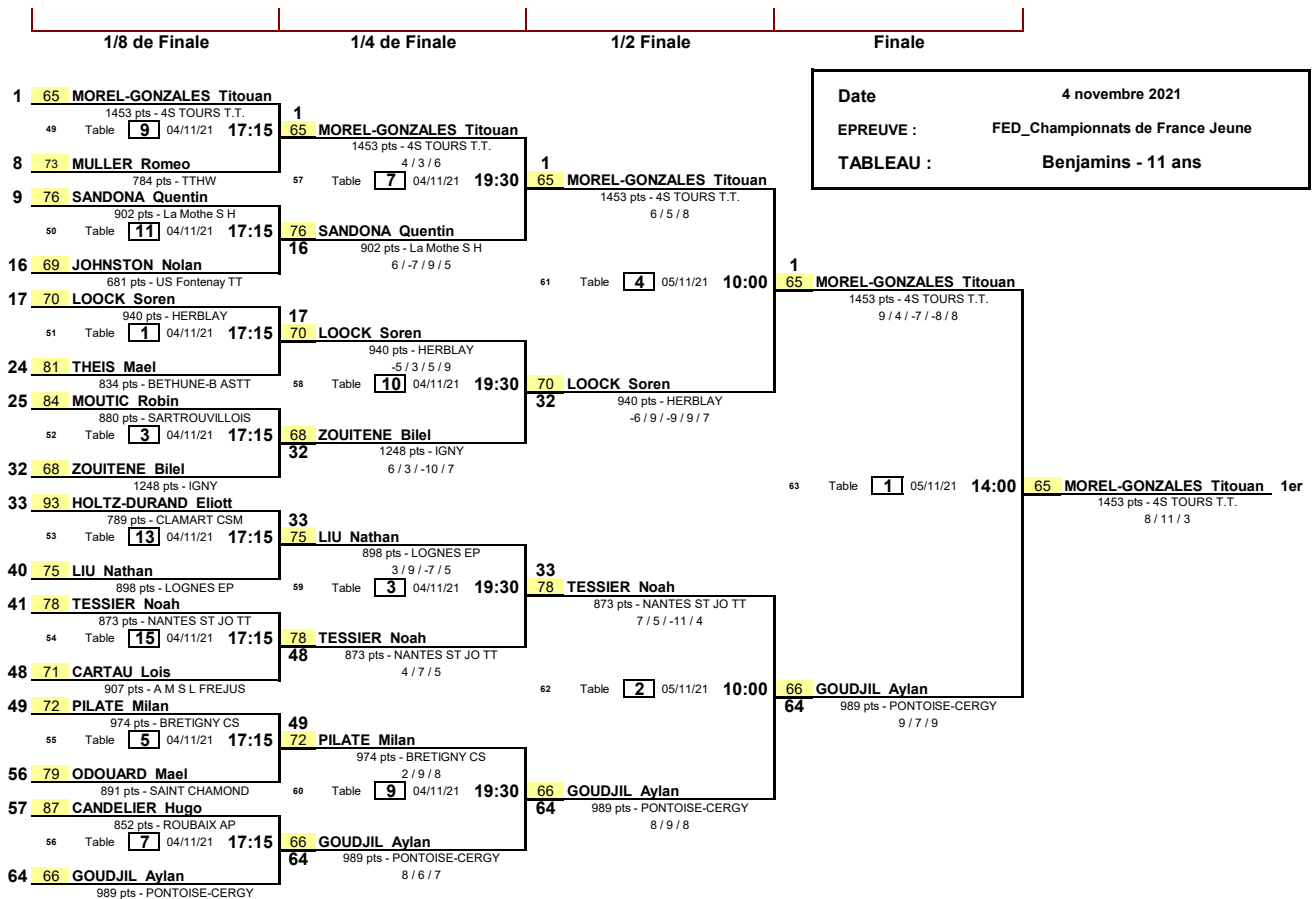 1/8 de Finale 1/4 de Finale 1/2 Finale Finale
Date 4 novembre 2021
EPREUVE : FED_Championnats de France Jeune
TABLEAU : Benjamins - 11 ans
1 65 MOREL-GONZALES Titouan
1453 pts - 4S TOURS T.T.
49 Table 9 04/11/21 17:15
8 73 MULLER Romeo
784 pts - TTHW
9 76 SANDONA Quentin
902 pts - La Mothe S H
50 Table 11 04/11/21 17:15
16 69 JOHNSTON Nolan
681 pts - US Fontenay TT
17 70 LOOCK Soren
940 pts - HERBLAY
51 Table 1 04/11/21 17:15
24 81 THEIS Mael
834 pts - BETHUNE-B ASTT
25 84 MOUTIC Robin
880 pts - SARTROUVILLOIS
52 Table 3 04/11/21 17:15
32 68 ZOUITENE Bilel
1248 pts - IGNY
33 93 HOLTZ-DURAND Eliott
789 pts - CLAMART CSM
53 Table 13 04/11/21 17:15
40 75 LIU Nathan
898 pts - LOGNES EP
41 78 TESSIER Noah
873 pts - NANTES ST JO TT
54 Table 15 04/11/21 17:15
48 71 CARTAU Lois
907 pts - A M S L FREJUS
49 72 PILATE Milan
974 pts - BRETIGNY CS
55 Table 5 04/11/21 17:15
56 79 ODOUARD Mael
891 pts - SAINT CHAMOND
57 87 CANDELIER Hugo
852 pts - ROUBAIX AP
56 Table 7 04/11/21 17:15
64 66 GOUDJIL Aylan
989 pts - PONTOISE-CERGY
1
65 MOREL-GONZALES Titouan
1453 pts - 4S TOURS T.T.
4 / 3 / 6
57 Table 7 04/11/21 19:30
76 SANDONA Quentin
16 902 pts - La Mothe S H
6 / -7 / 9 / 5
17
70 LOOCK Soren
940 pts - HERBLAY
-5 / 3 / 5 / 9
58 Table 10 04/11/21 19:30
68 ZOUITENE Bilel
32 1248 pts - IGNY
6 / 3 / -10 / 7
33
75 LIU Nathan
898 pts - LOGNES EP
3 / 9 / -7 / 5
59 Table 3 04/11/21 19:30
78 TESSIER Noah
48 873 pts - NANTES ST JO TT
4 / 7 / 5
49
72 PILATE Milan
974 pts - BRETIGNY CS
2 / 9 / 8
60 Table 9 04/11/21 19:30
66 GOUDJIL Aylan
64 989 pts - PONTOISE-CERGY
8 / 6 / 7
1
65 MOREL-GONZALES Titouan
1453 pts - 4S TOURS T.T.
6 / 5 / 8
61 Table 4 05/11/21 10:00
70 LOOCK Soren
32 940 pts - HERBLAY
-6 / 9 / -9 / 9 / 7
33
78 TESSIER Noah
873 pts - NANTES ST JO TT
7 / 5 / -11 / 4
62 Table 2 05/11/21 10:00
66 GOUDJIL Aylan
64 989 pts - PONTOISE-CERGY
8 / 9 / 8
1
65 MOREL-GONZALES Titouan
1453 pts - 4S TOURS T.T.
9 / 4 / -7 / -8 / 8
63 Table 1 05/11/21 14:00
66 GOUDJIL Aylan
64 989 pts - PONTOISE-CERGY
9 / 7 / 9
65 MOREL-GONZALES Titouan 1er
1453 pts - 4S TOURS T.T.
8 / 11 / 3